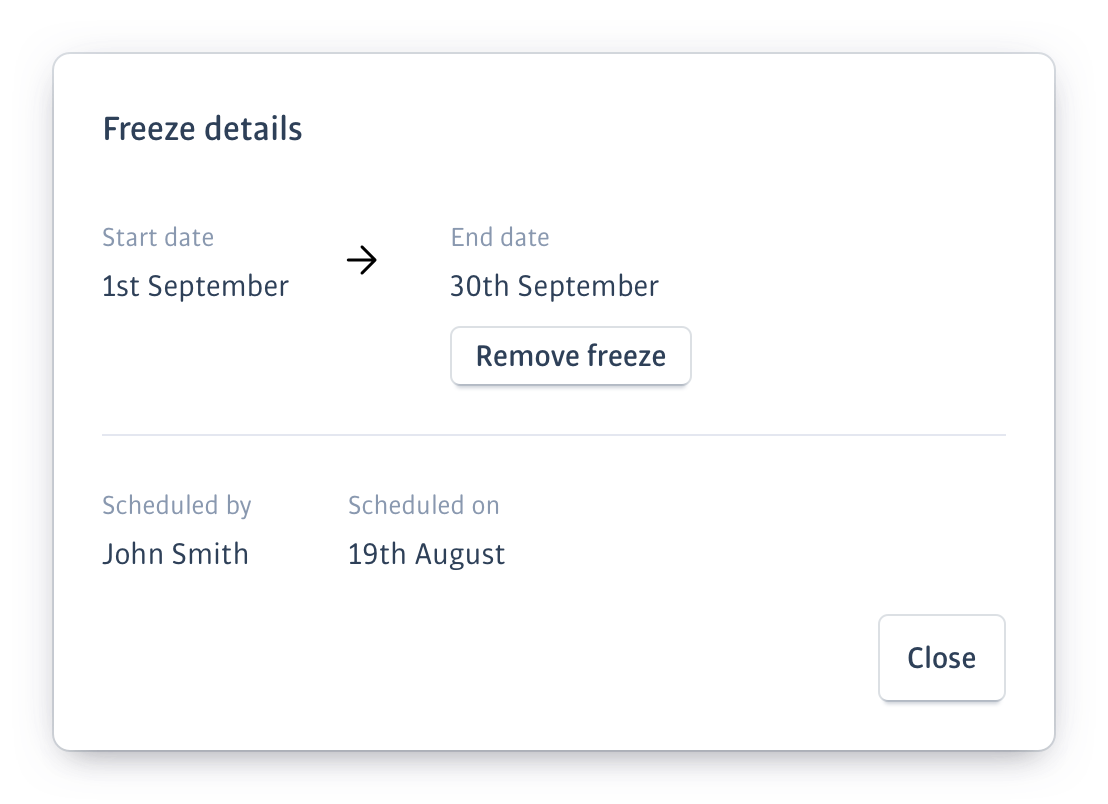 Freeze details
Start date
1st September
End date
30th September
Remove freeze
Scheduled by
John Smith
Scheduled on
19th August
Close